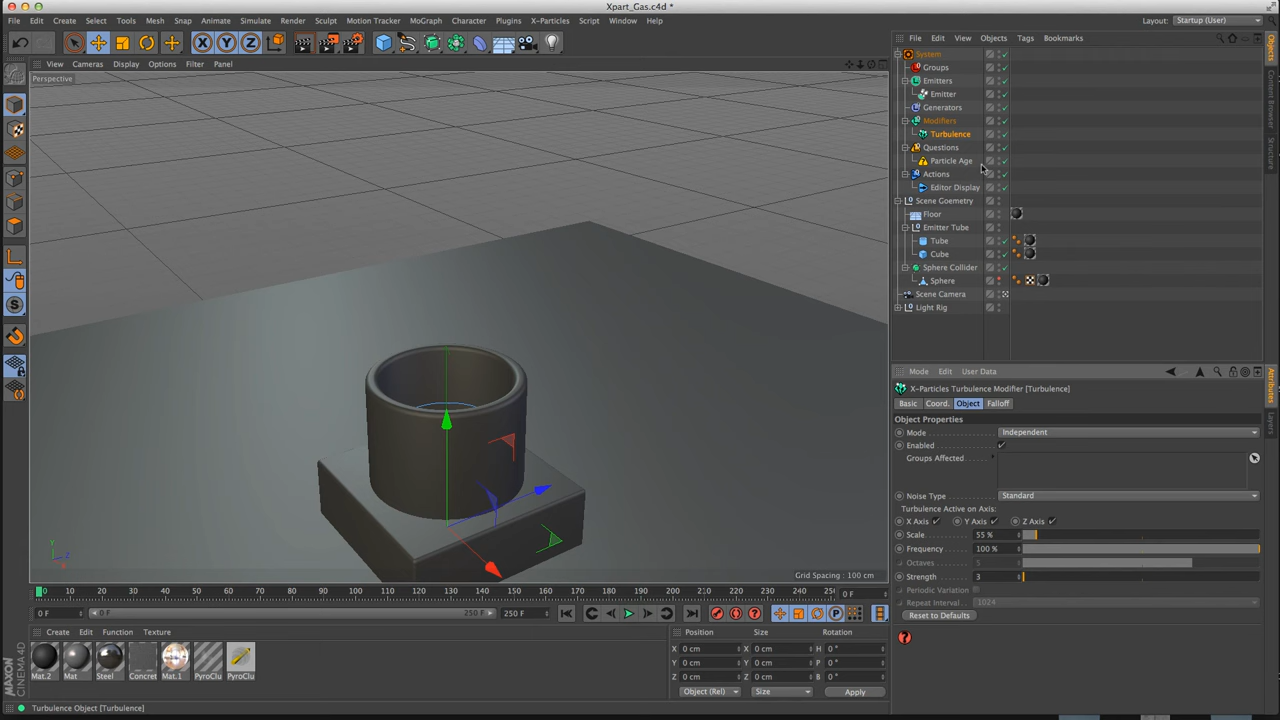 Xpart_Gas.c4d *
File Edit Create Select Tools Mesh Snap Animate Simulate Render Sculpt Motion Tracker MoGraph Character Plugins X-Particles Script Window Help
Layout: Startup (User)
View Cameras Display Options Filter Panel
Perspective
Grid Spacing : 100 cm
Y
Z
X
0 10 20 30 40 50 60 70 80 90 100 110 120 130 140 150 160 170 180 190 200 210 220 230 240 25
0 F
0 F
0 F
250 F
250 F
Create Edit Function Texture
Mat.2 Mat Steel Concret Mat.1 PyroClu PyroClu
MAXON
CINEMA 4D
Position Size Rotation
X 0 cm X 0 cm H 0 °
Y 0 cm Y 0 cm P 0 °
Z 0 cm Z 0 cm B 0 °
Object (Rel) Size Apply
Turbulence Object [Turbulence]
File Edit View Objects Tags Bookmarks
System
Groups
Emitters
Emitter
Generators
Modifiers
Turbulence
Questions
Particle Age
Actions
Editor Display
Scene Goemetry
Floor
Emitter Tube
Tube
Cube
Sphere Collider
Sphere
Scene Camera
Light Rig
Objects
Content Browser
Structure
Mode Edit User Data
X-Particles Turbulence Modifier [Turbulence]
Basic Coord. Object Falloff
Object Properties
Mode Independent
Enabled
Groups Affected
Noise Type Standard
Turbulence Active on Axis:
X Axis Y Axis Z Axis
Scale 55 %
Frequency 100 %
Octaves 5
Strength 3
Periodic Variation
Repeat Interval 1024
Reset to Defaults
Attributes
Layers